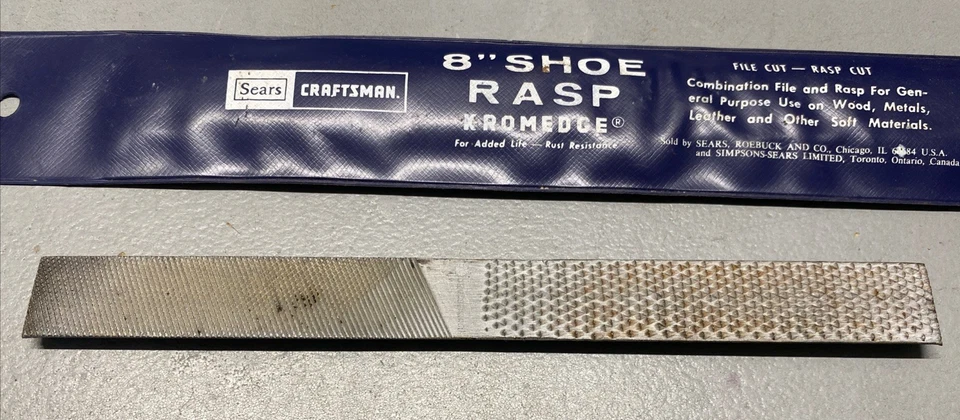 Sears CRAFTSMAN.
8" SHOE
RASP
KROMEDGE®
For Added Life — Rust Resistance
FILE CUT — RASP CUT
Combination File and Rasp For Gen-
eral Purpose Use on Wood, Metals,
Leather and Other Soft Materials.
Sold by SEARS, ROEBUCK AND CO., Chicago, IL U.S.A.
and SIMPSONS-SEARS LIMITED, Toronto, Ontario, Canada